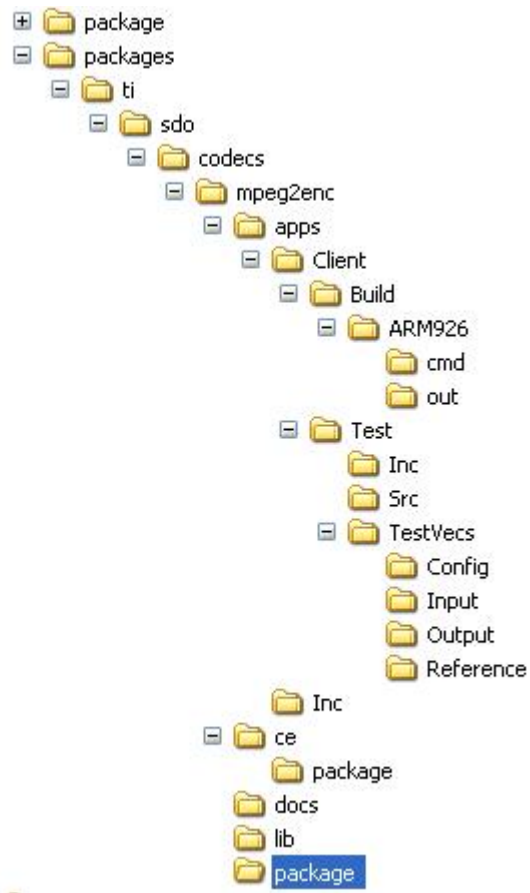 package
packages
ti
sdo
codecs
mpeg2enc
apps
Client
Build
ARM926
cmd
out
Test
Inc
Src
TestVecs
Config
Input
Output
Reference
Inc
ce
package
docs
lib
package